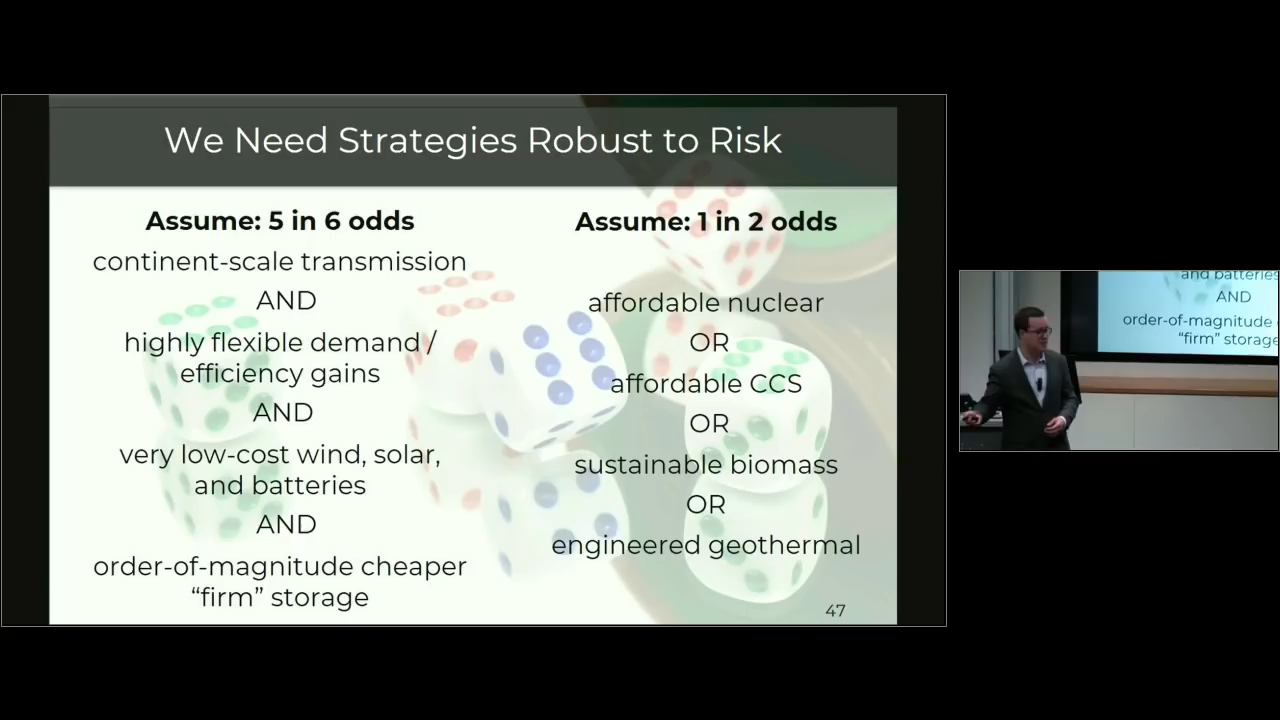 We Need Strategies Robust to Risk
Assume: 5 in 6 odds
continent-scale transmission
AND
highly flexible demand /
efficiency gains
AND
very low-cost wind, solar,
and batteries
AND
order-of-magnitude cheaper
“firm” storage
Assume: 1 in 2 odds
affordable nuclear
OR
affordable CCS
OR
sustainable biomass
OR
engineered geothermal
47
and batteries
AND
order-of-magnitude
“firm” storage